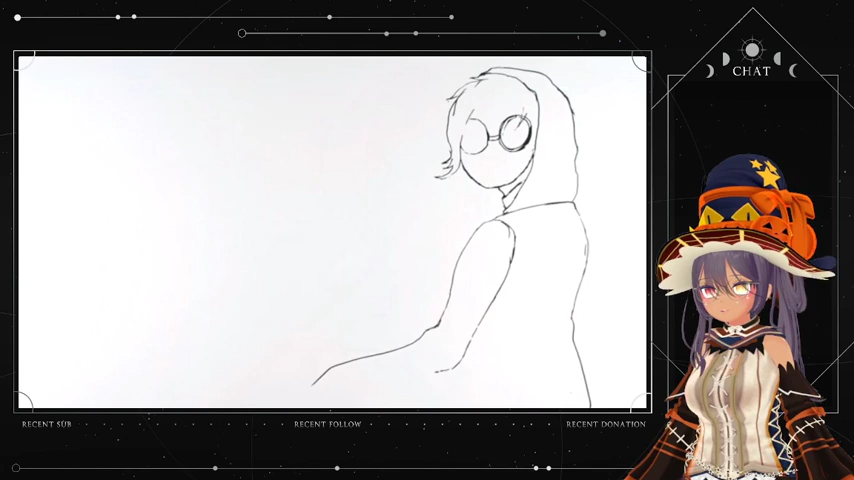 CHAT
RECENT SUB
RECENT FOLLOW
RECENT DONATION